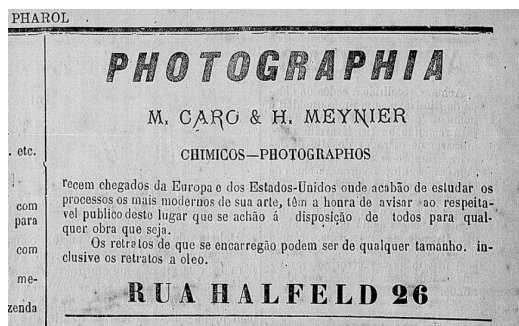 PHAROL
PHOTOGRAPHIA
M. CARO & H. MEYNIER
CHIMICOS—PHOTOGRAPHOS
recem chegados da Europa e dos Estados-Unidos onde acabão de estudar os
processos os mais modernos de sua arte, têm a honra de avisar ao respeita-
vel publico deste lugar que se achão á disposição de todos para qual-
quer obra que seja.
Os retratos de que se encarregão podem ser de qualquer tamanho. in-
clusive os retratos a oleo.
RUA HALFELD 26
. etc.
com
para
com
me-
zenda